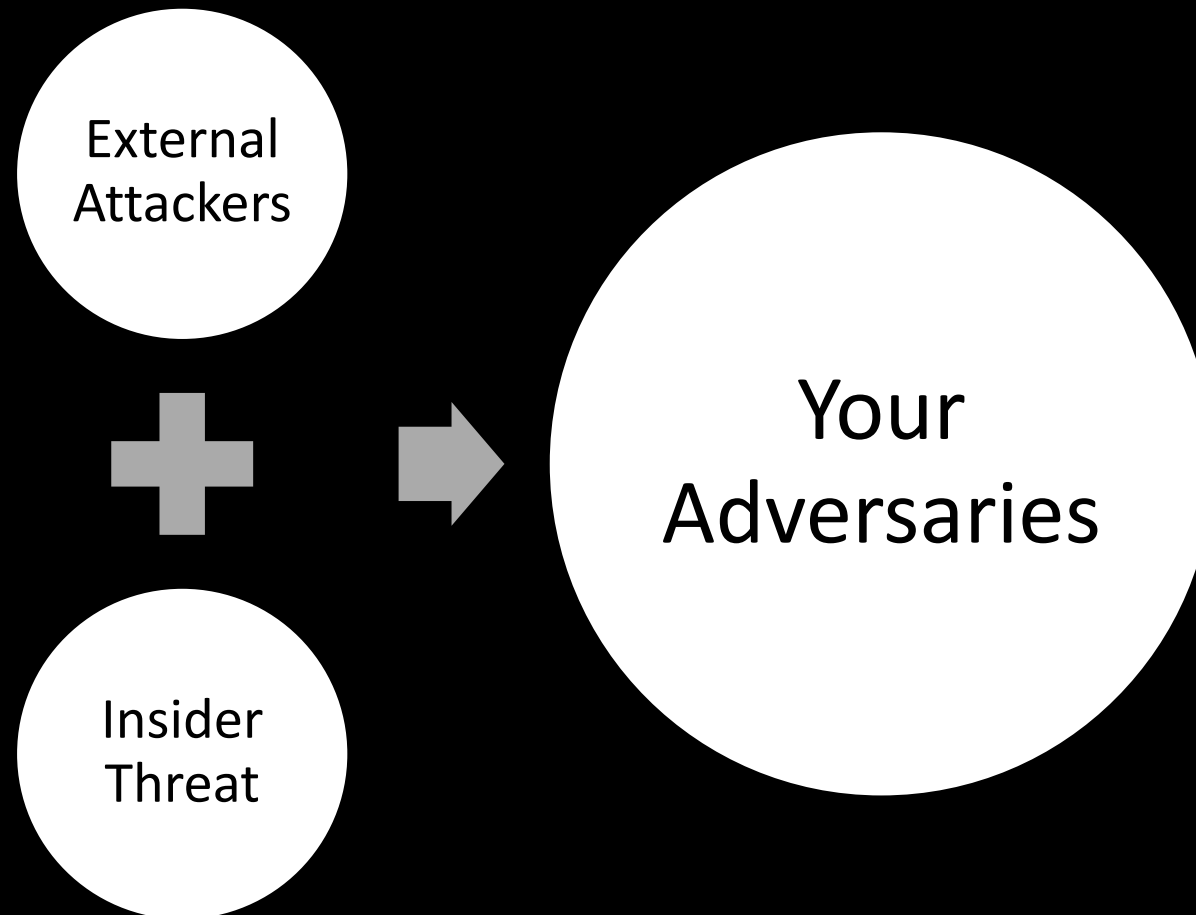 External
Attackers
Insider
Threat
Your
Adversaries